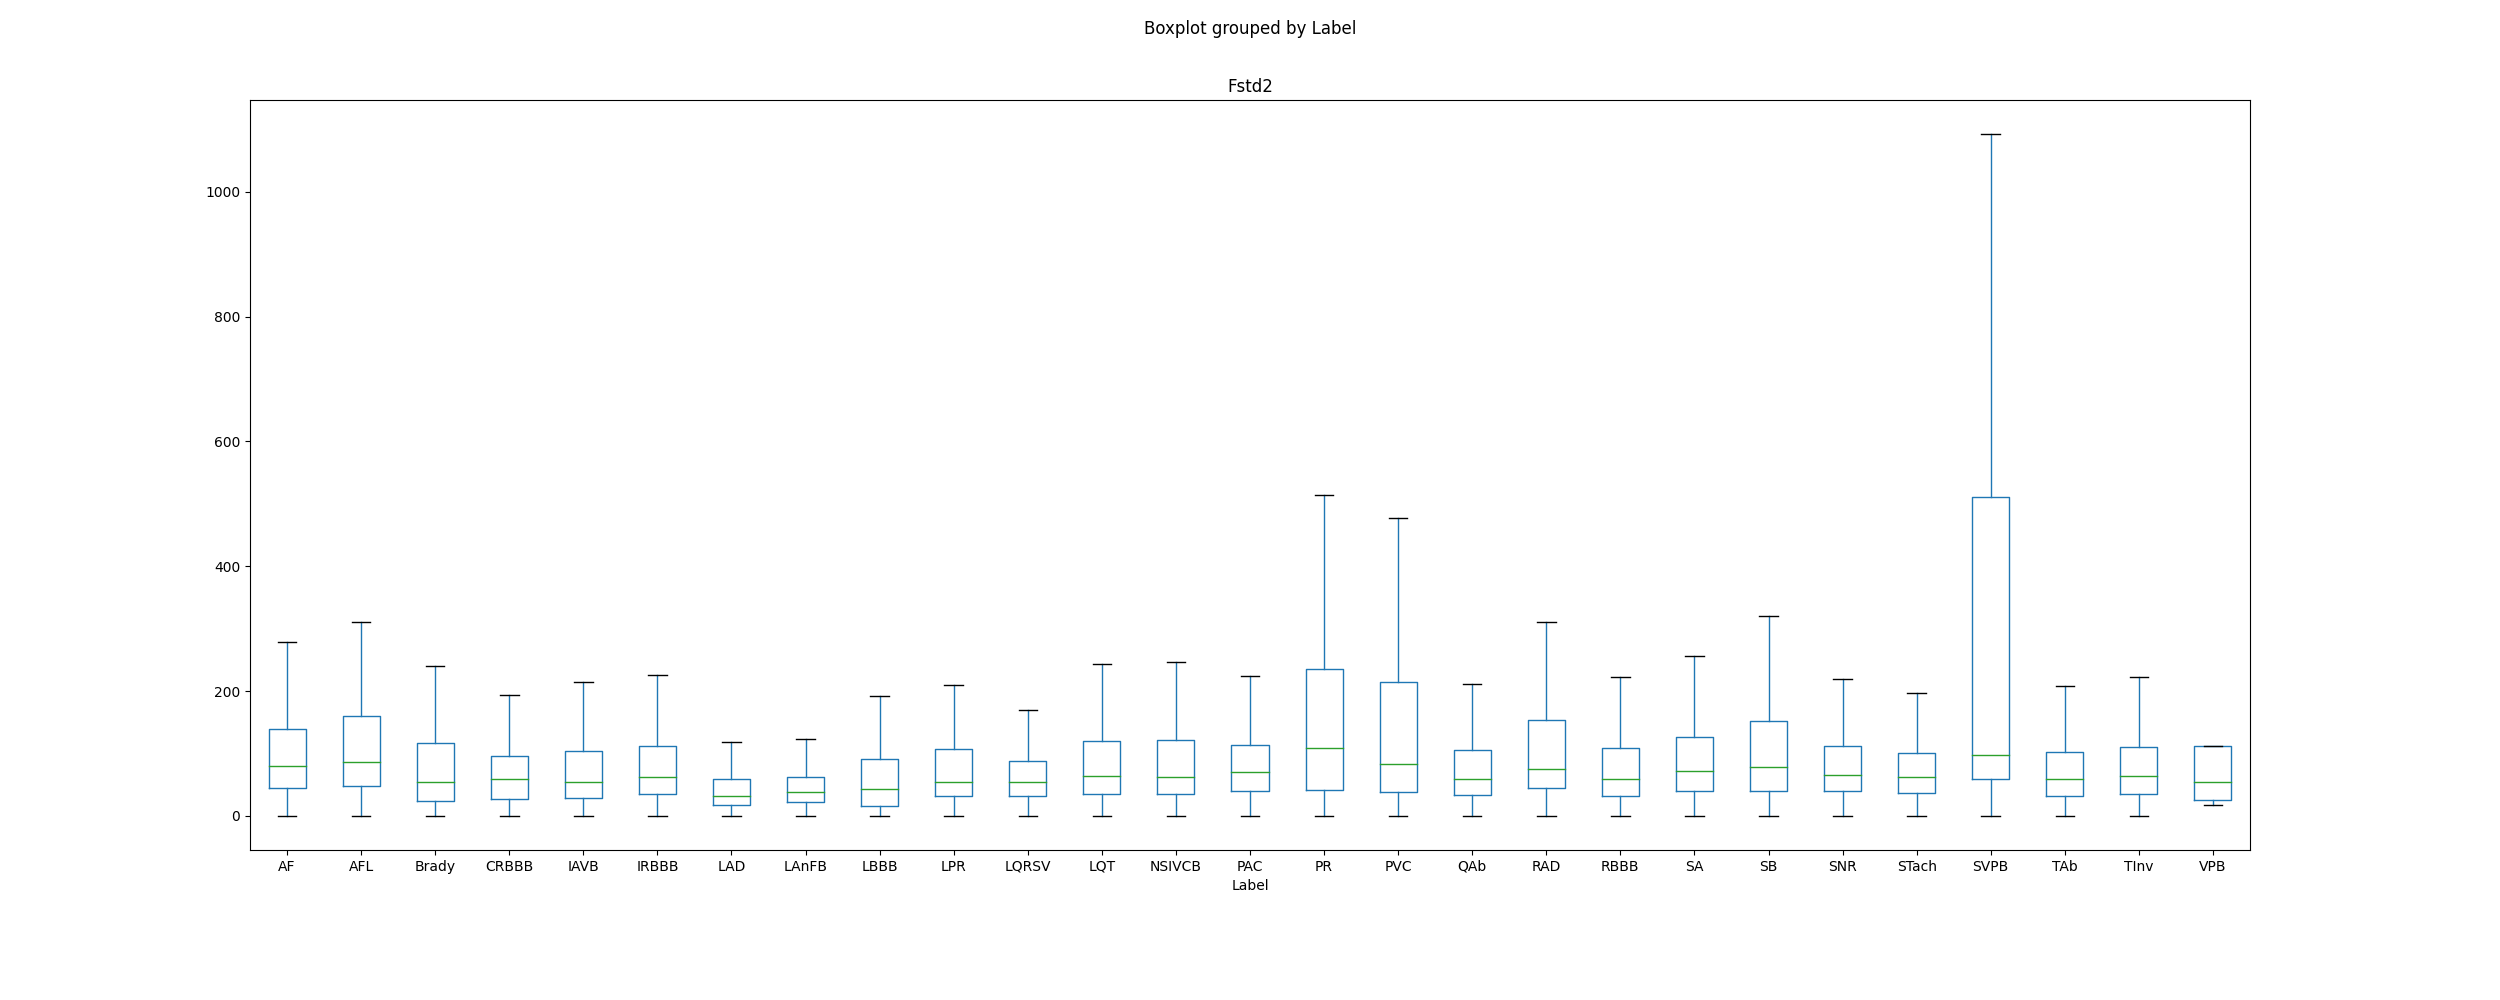 Boxplot grouped by Label
Fstd2
1000
800
600
400
200
0
AF AFL Brady CRBBB IAVB IRBBB LAD LAnFB LBBB LPR LQRSV LQT NSIVCB PAC PR PVC QAb RAD RBBB SA SB SNR STach SVPB TAb TInv VPB
Label